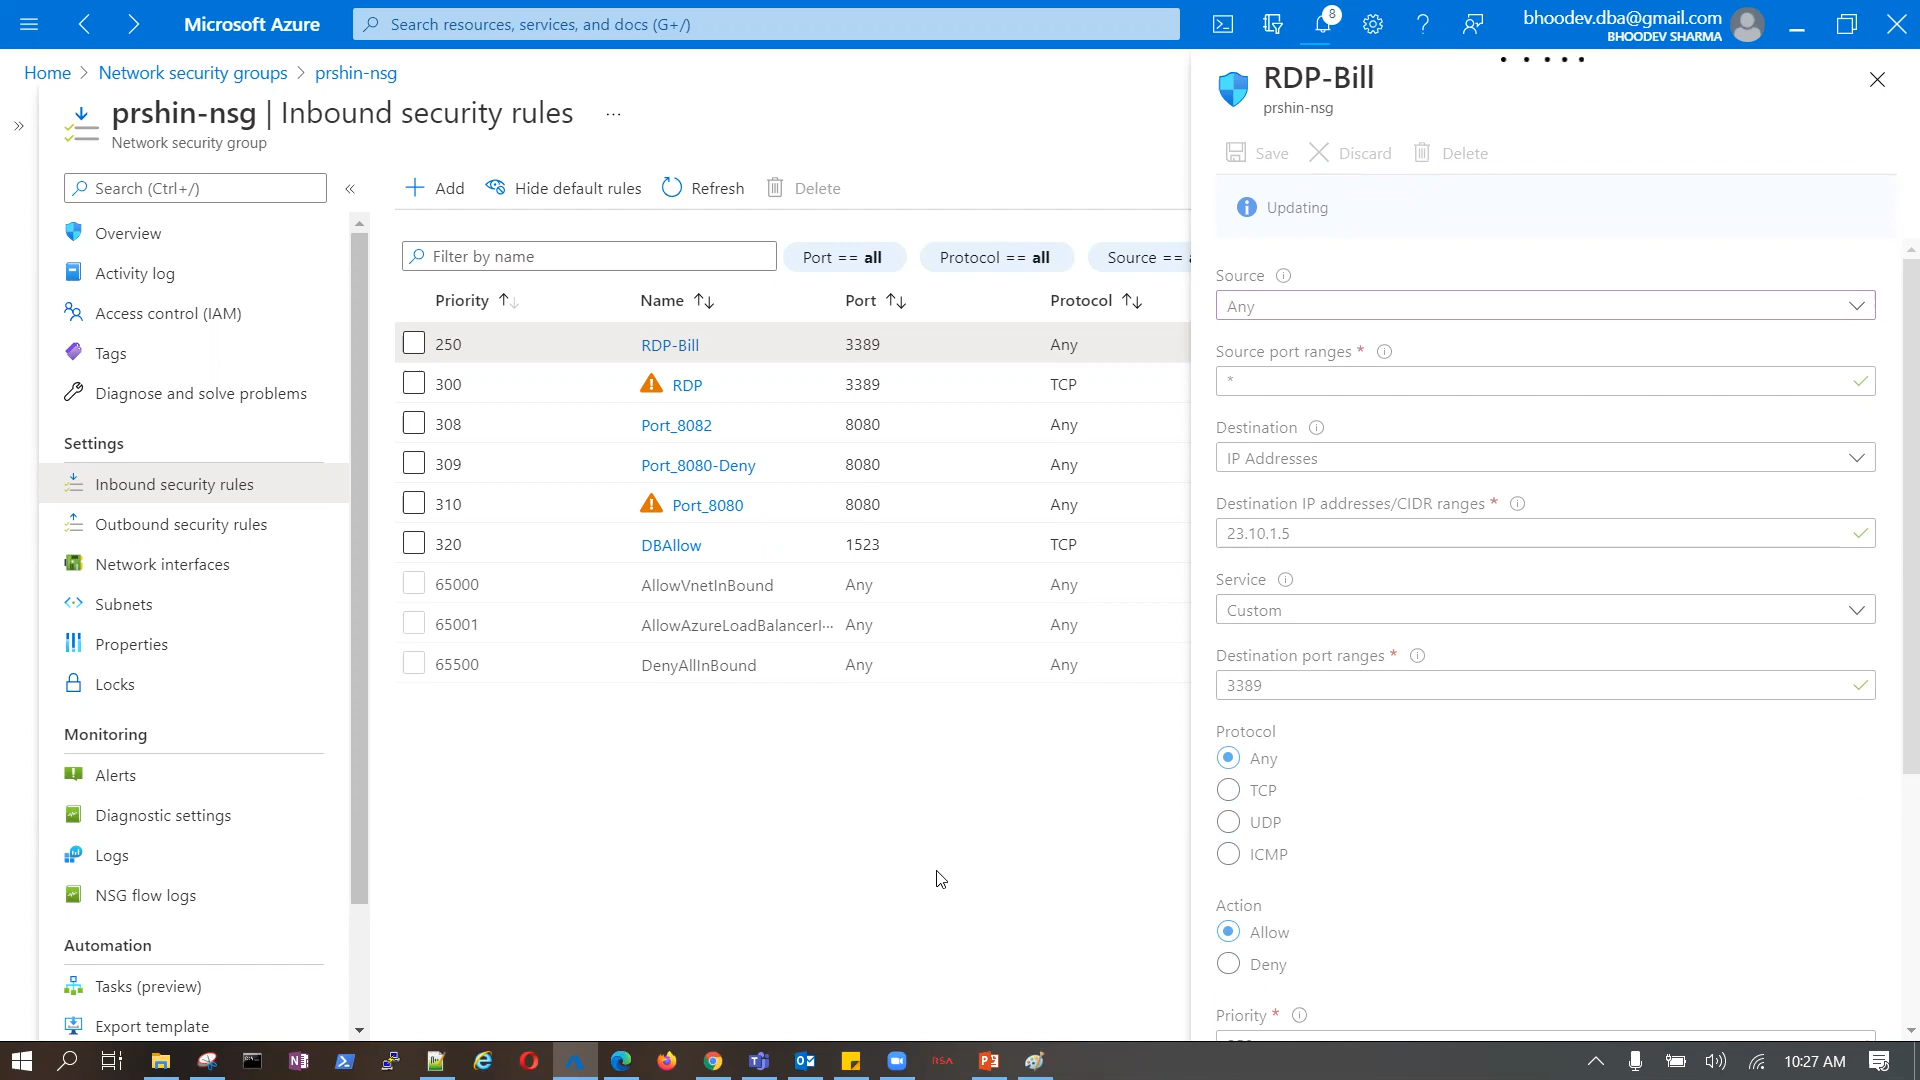 Microsoft Azure
Search resources, services, and docs (G+/)
8
bhoodev.dba@gmail.com
BHOODEV SHARMA
Home > Network security groups > prshin-nsg
prshin-nsg | Inbound security rules ...
Network security group
Search (Ctrl+/)
«
»
Overview
Activity log
Access control (IAM)
Tags
Diagnose and solve problems
Settings
Inbound security rules
Outbound security rules
Network interfaces
Subnets
Properties
Locks
Monitoring
Alerts
Diagnostic settings
Logs
NSG flow logs
Automation
Tasks (preview)
Export template
Add Hide default rules Refresh Delete
Filter by name
Port == all
Protocol == all
Source ==
Priority Name Port Protocol
250 RDP-Bill 3389 Any
300 RDP 3389 TCP
308 Port_8082 8080 Any
309 Port_8080-Deny 8080 Any
310 Port_8080 8080 Any
320 DBAllow 1523 TCP
65000 AllowVnetInBound Any Any
65001 AllowAzureLoadBalancerI... Any Any
65500 DenyAllInBound Any Any
RDP-Bill
prshin-nsg
Save Discard Delete
Updating
Source
Any
Source port ranges *
*
Destination
IP Addresses
Destination IP addresses/CIDR ranges *
23.10.1.5
Service
Custom
Destination port ranges *
3389
Protocol
Any
TCP
UDP
ICMP
Action
Allow
Deny
Priority *
RSA
10:27 AM